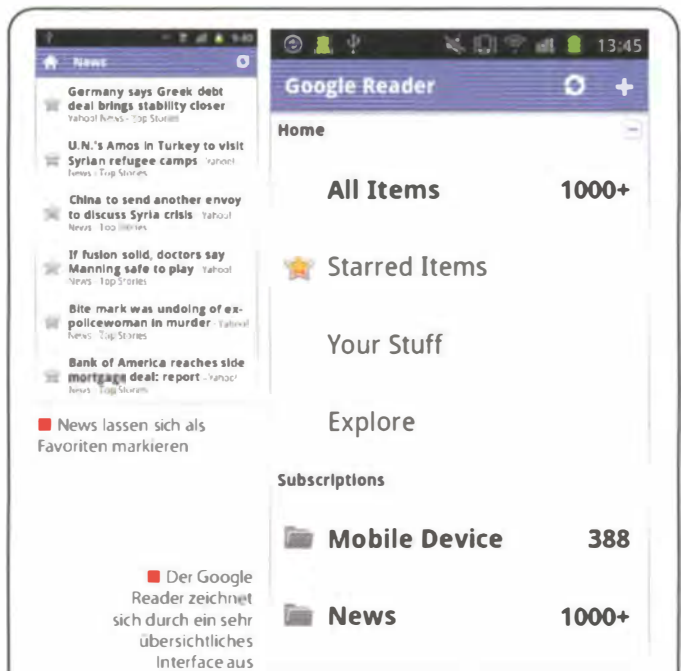 News
Germany says Greek debt
deal brings stability closer
Yahoo! News - Top Stories
U.N.'s Amos in Turkey to visit
Syrian refugee camps - Yahoo!
News - Top Stories
China to send another envoy
to discuss Syria crisis - Yahoo!
News - Top Stories
If fusion solid, doctors say
Manning safe to play - Yahoo!
News - Top Stories
Bite mark was undoing of ex-
policewoman in murder - Yahoo!
News - Top Stories
Bank of America reaches side
mortgage deal: report - Yahoo!
News - Top Stories
News lassen sich als
Favoriten markieren
Der Google
Reader zeichnet
sich durch ein sehr
übersichtliches
Interface aus
13:45
Google Reader
Home
All Items 1000+
Starred Items
Your Stuff
Explore
Subscriptions
Mobile Device 388
News 1000+